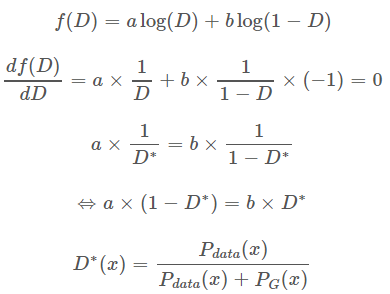 f(D) = a log(D) + b log(1 − D)
df(D)/dD = a × 1/D + b × 1/(1 − D) × (−1) = 0
a × 1/D* = b × 1/(1 − D*)
⇔ a × (1 − D*) = b × D*
D*(x) = P_data(x)/(P_data(x) + P_G(x))